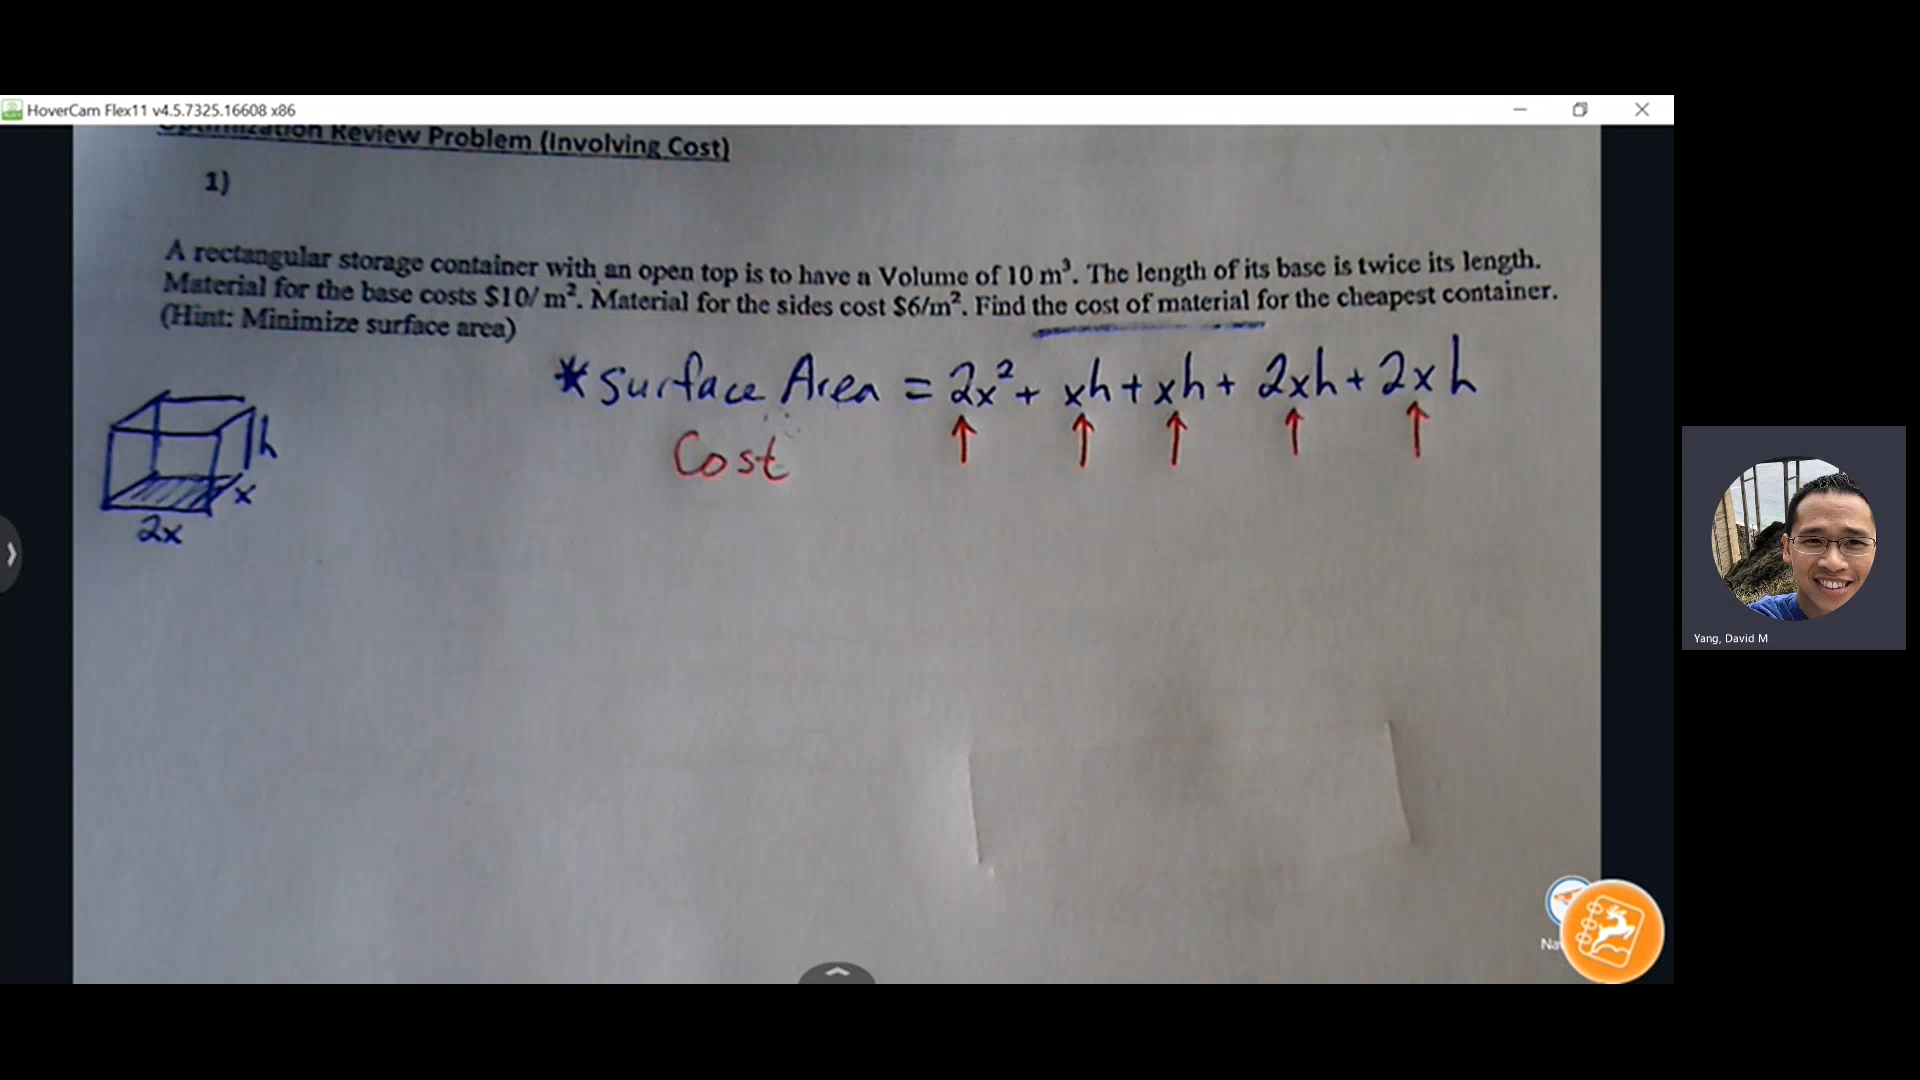 HoverCam Flex11 v4.5.7325.16608 x86
Optimization Review Problem (Involving Cost)
1)
A rectangular storage container with an open top is to have a Volume of 10 m³. The length of its base is twice its length.
Material for the base costs $10/ m². Material for the sides cost $6/m². Find the cost of material for the cheapest container.
(Hint: Minimize surface area)
*Surface Area = 2x² + xh + xh + 2xh + 2xh
Cost ↑ ↑ ↑ ↑ ↑
h
x
2x
Yang, David M